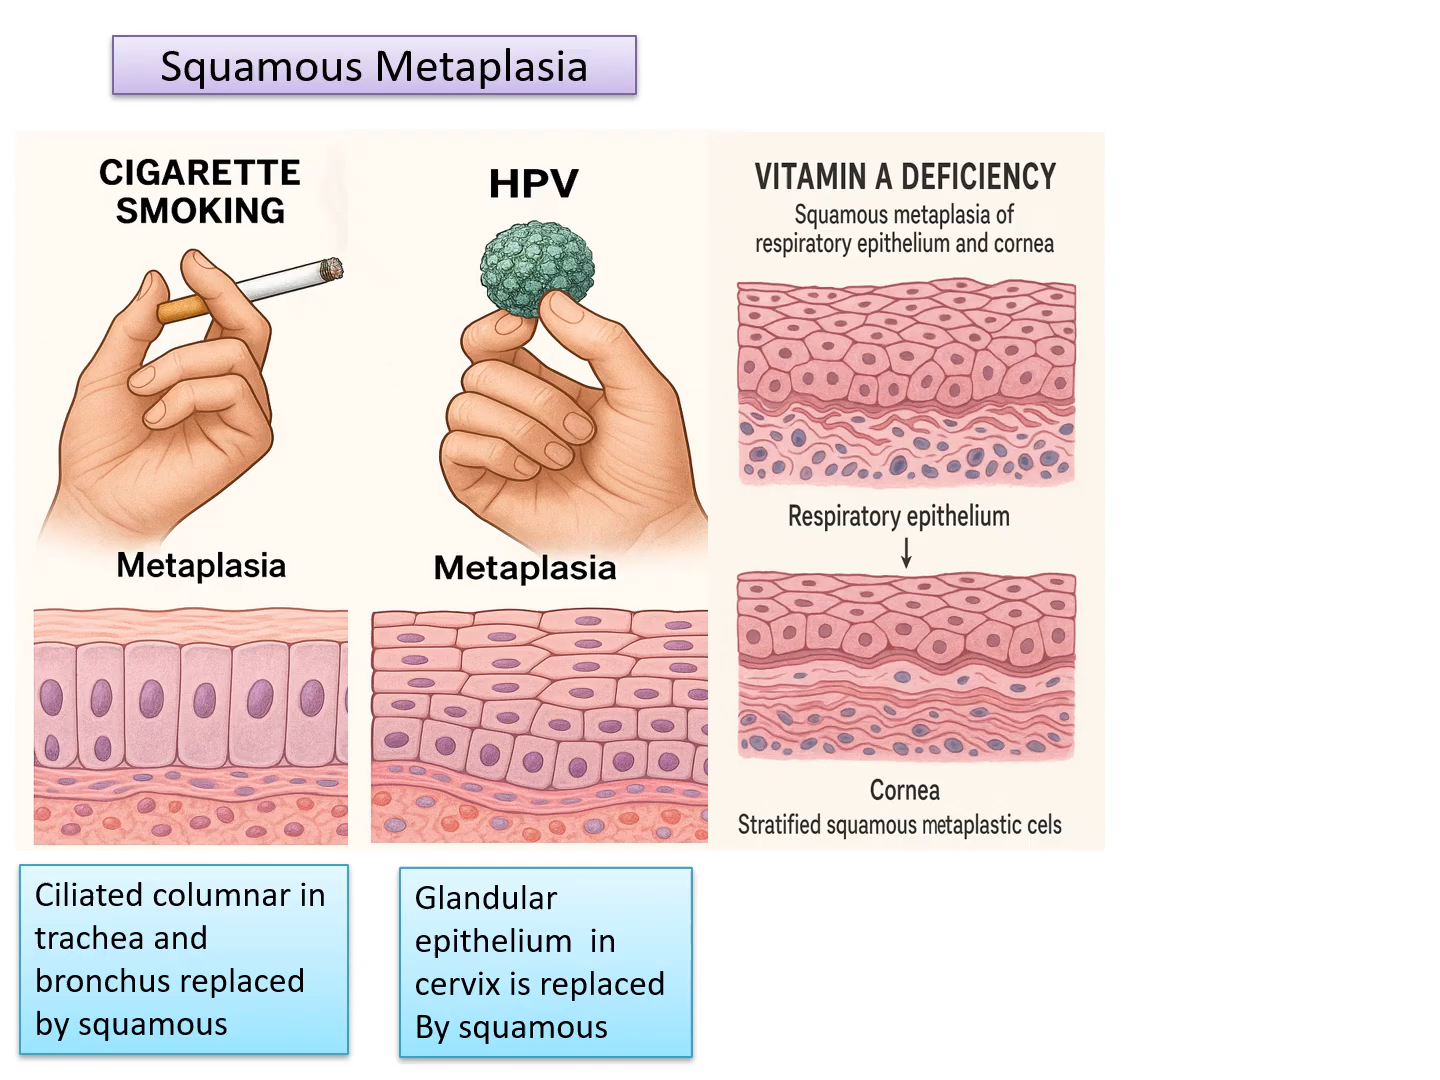 Squamous Metaplasia
CIGARETTE
SMOKING
Metaplasia
Ciliated columnar in
trachea and
bronchus replaced
by squamous
HPV
Metaplasia
Glandular
epithelium in
cervix is replaced
By squamous
VITAMIN A DEFICIENCY
Squamous metaplasia of
respiratory epithelium and cornea
Respiratory epithelium
Cornea
Stratified squamous metaplastic cels